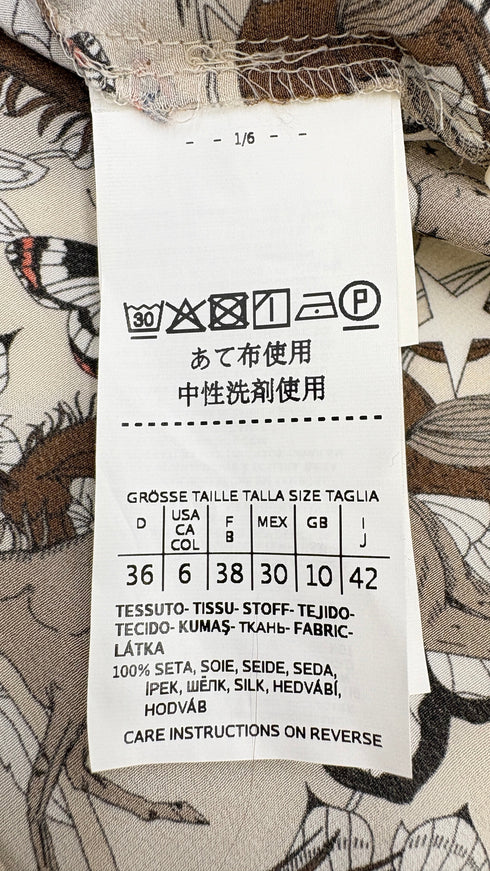 - - 1/6 - -
30 P
あて布使用
中性洗剤使用
GRÖSSE TAILLE TALLA SIZE TAGLIA
D USA CA COL F B MEX GB I J
36 6 38 30 10 42
TESSUTO- TISSU- STOFF- TEJIDO-
TECIDO- KUMAŞ- ТКАНЬ- FABRIC-
LÁTKA
100% SETA, SOIE, SEIDE, SEDA,
İPEK, ШЁЛК, SILK, HEDVÁBÍ,
HODVÁB
CARE INSTRUCTIONS ON REVERSE